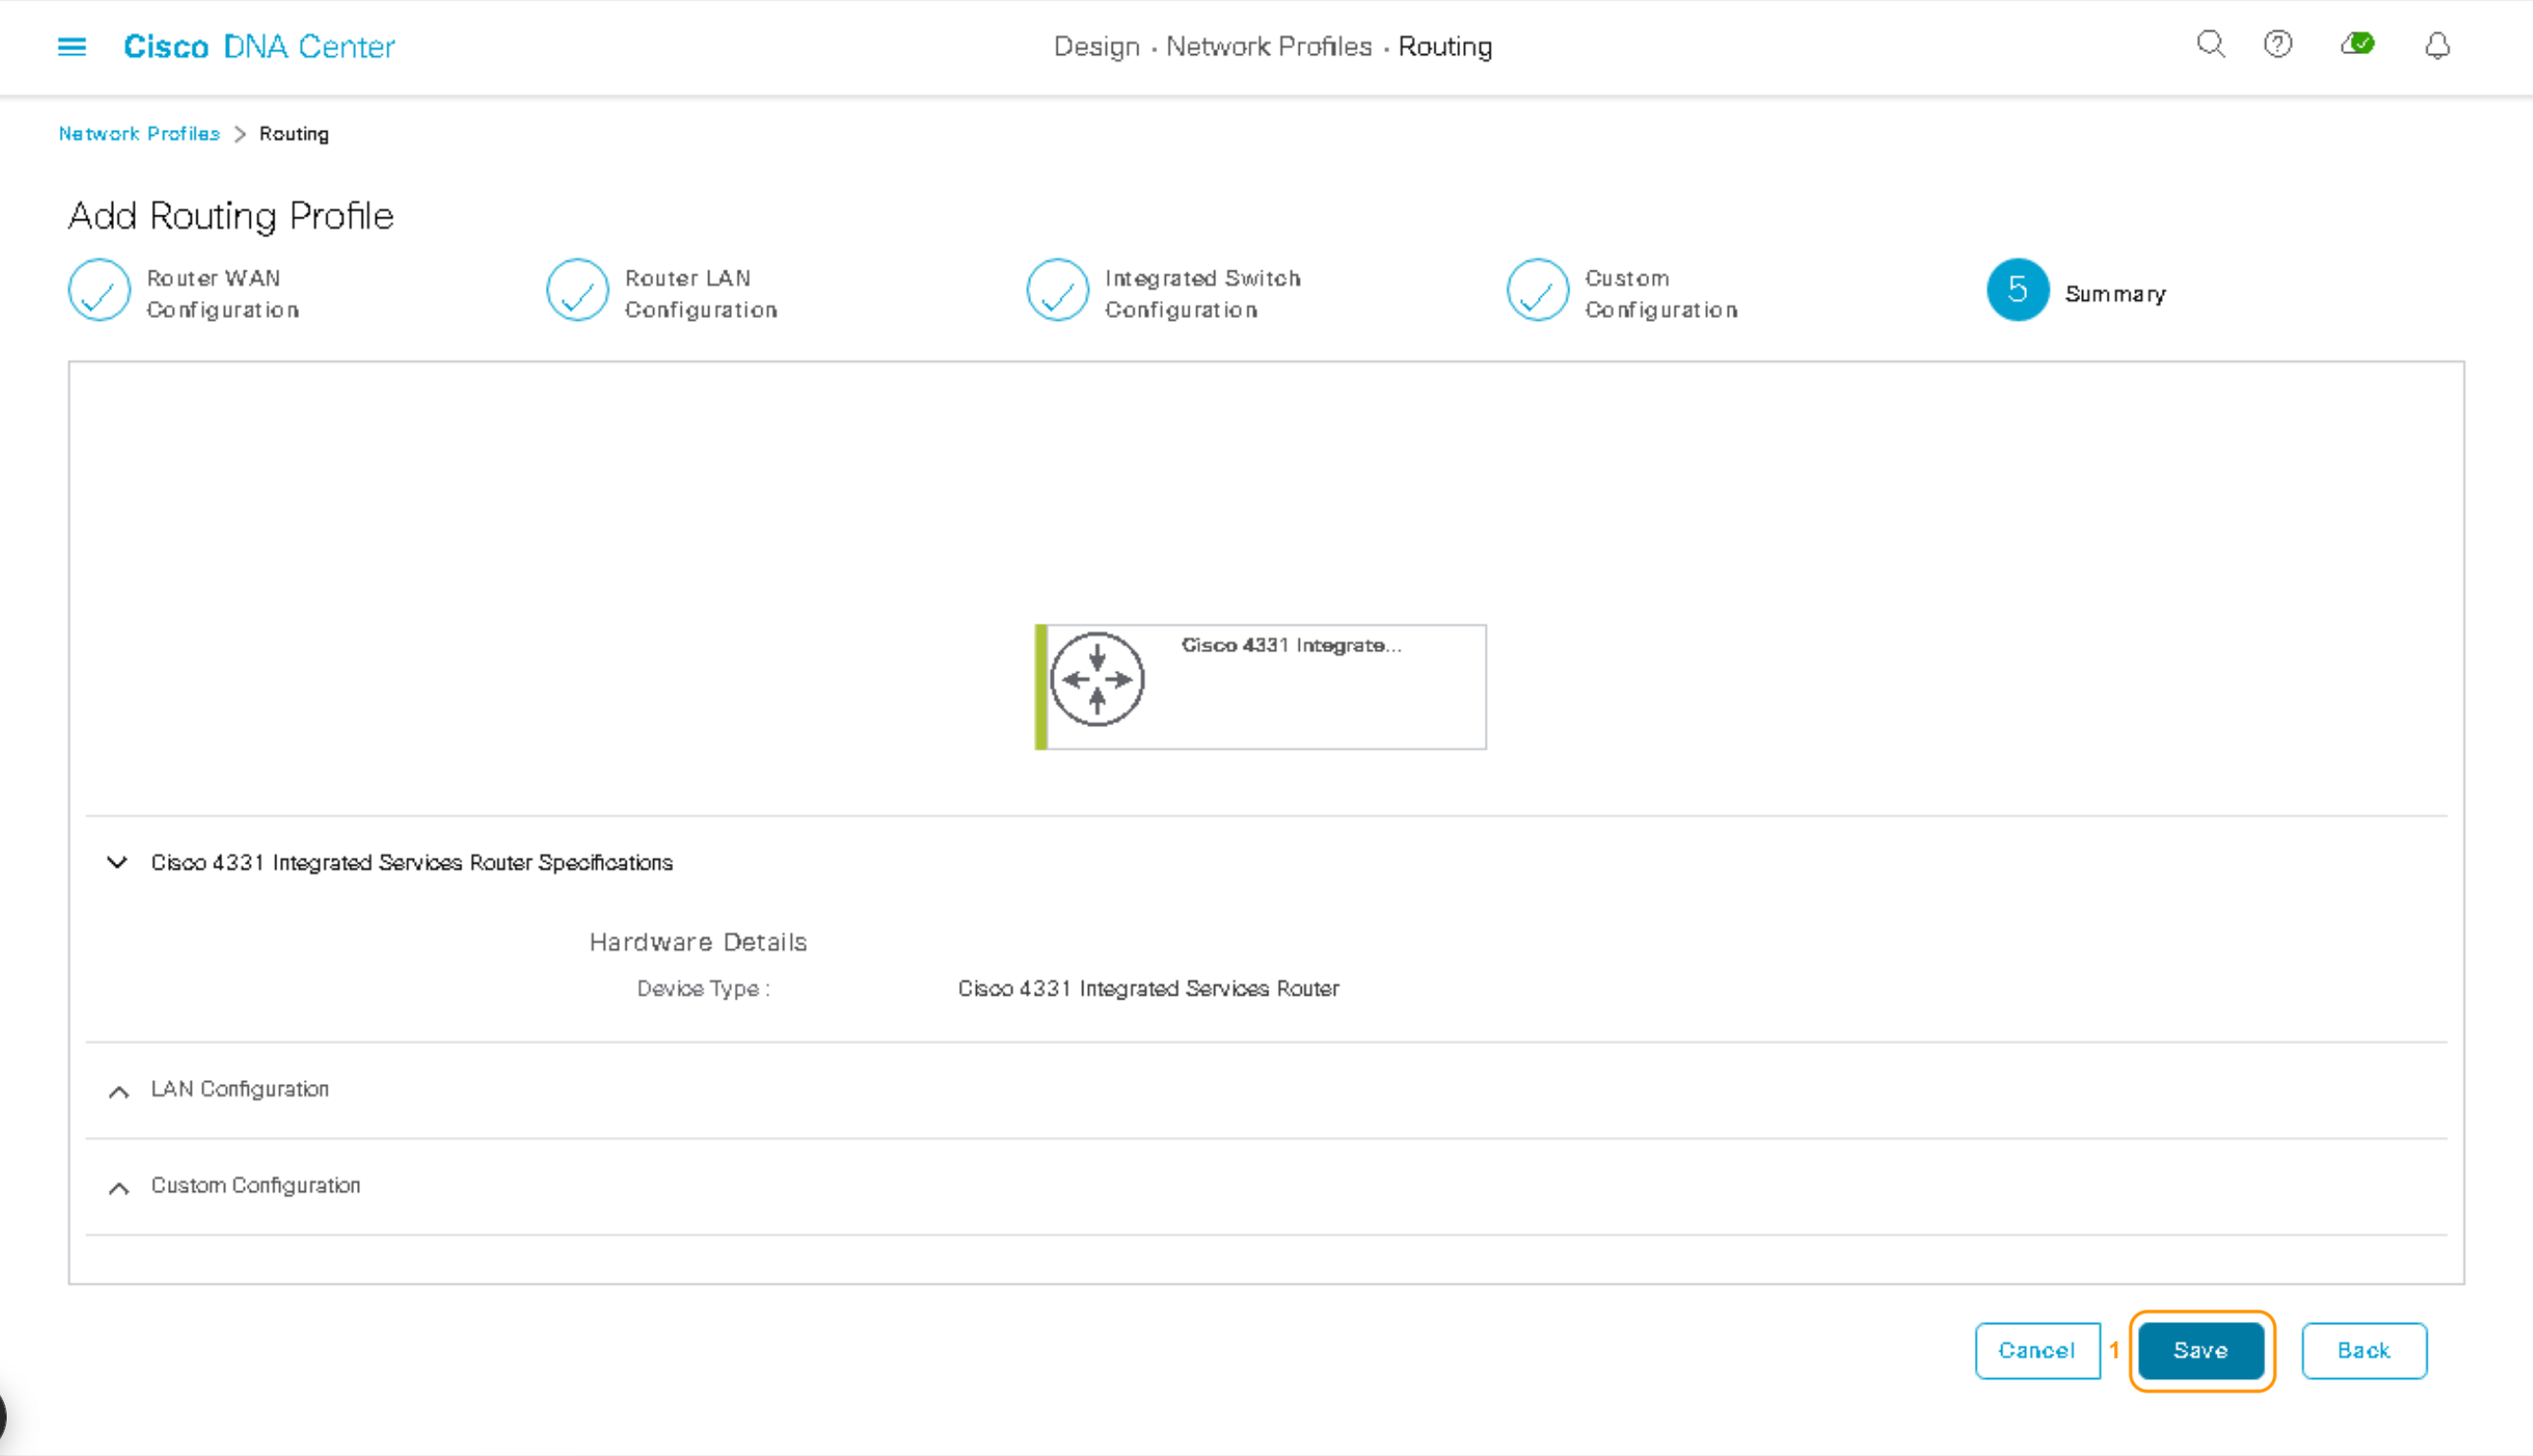 Cisco DNA Center
Design · Network Profiles · Routing
Network Profiles > Routing
Add Routing Profile
Router WAN
Configuration
Router LAN
Configuration
Integrated Switch
Configuration
Custom
Configuration
5
Summary
Cisco 4331 Integrate...
Cisco 4331 Integrated Services Router Specifications
Hardware Details
Device Type :
Cisco 4331 Integrated Services Router
LAN Configuration
Custom Configuration
Cancel
1
Save
Back